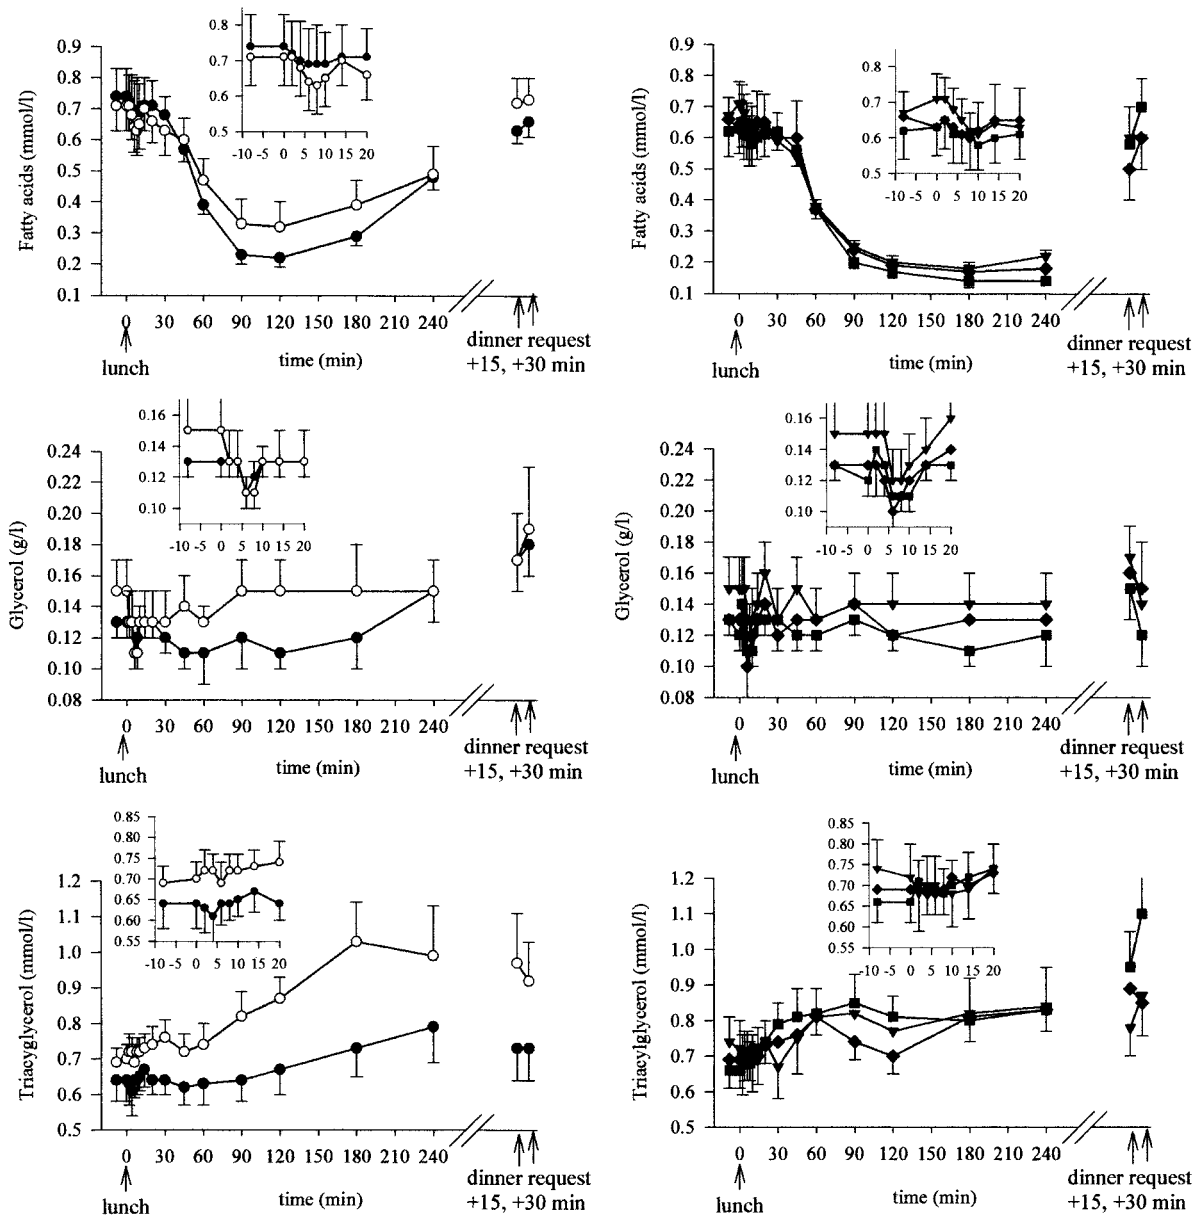 0.8
0.7
0.6
0.5
-10 -5 0 5 10 15 20
0.9
0.8
0.7
0.6
0.5
0.4
0.3
0.2
0.1
Fatty acids (mmol/l)
0 30 60 90 120 150 180 210 240
lunch
time (min)
dinner request
+15, +30 min
0.8
0.7
0.6
0.5
-10 -5 0 5 10 15 20
0.9
0.8
0.7
0.6
0.5
0.4
0.3
0.2
0.1
Fatty acids (mmol/l)
0 30 60 90 120 150 180 210 240
lunch
time (min)
dinner request
+15, +30 min
0.16
0.15
0.13
0.12
0.10
-10 -5 0 5 10 15 20
0.24
0.22
0.20
0.18
0.16
0.14
0.12
0.10
0.08
Glycerol (g/l)
0 30 60 90 120 150 180 210 240
lunch
time (min)
dinner request
+15, +30 min
0.16
0.15
0.13
0.12
0.10
-10 -5 0 5 10 15 20
0.24
0.22
0.20
0.18
0.16
0.14
0.12
0.10
0.08
Glycerol (g/l)
0 30 60 90 120 150 180 210 240
lunch
time (min)
dinner request
+15, +30 min
0.85
0.80
0.75
0.70
0.65
0.60
0.55
-10 -5 0 5 10 15 20
1.2
1.1
1.0
0.9
0.8
0.7
0.6
0.5
Triacyglycerol (mmol/l)
0 30 60 90 120 150 180 210 240
lunch
time (min)
dinner request
+15, +30 min
0.85
0.80
0.75
0.70
0.65
0.60
0.55
-10 -5 0 5 10 15 20
1.2
1.1
1.0
0.9
0.8
0.7
0.6
0.5
Triacylglycerol (mmol/l)
0 30 60 90 120 150 180 210 240
lunch
time (min)
dinner request
+15, +30 min